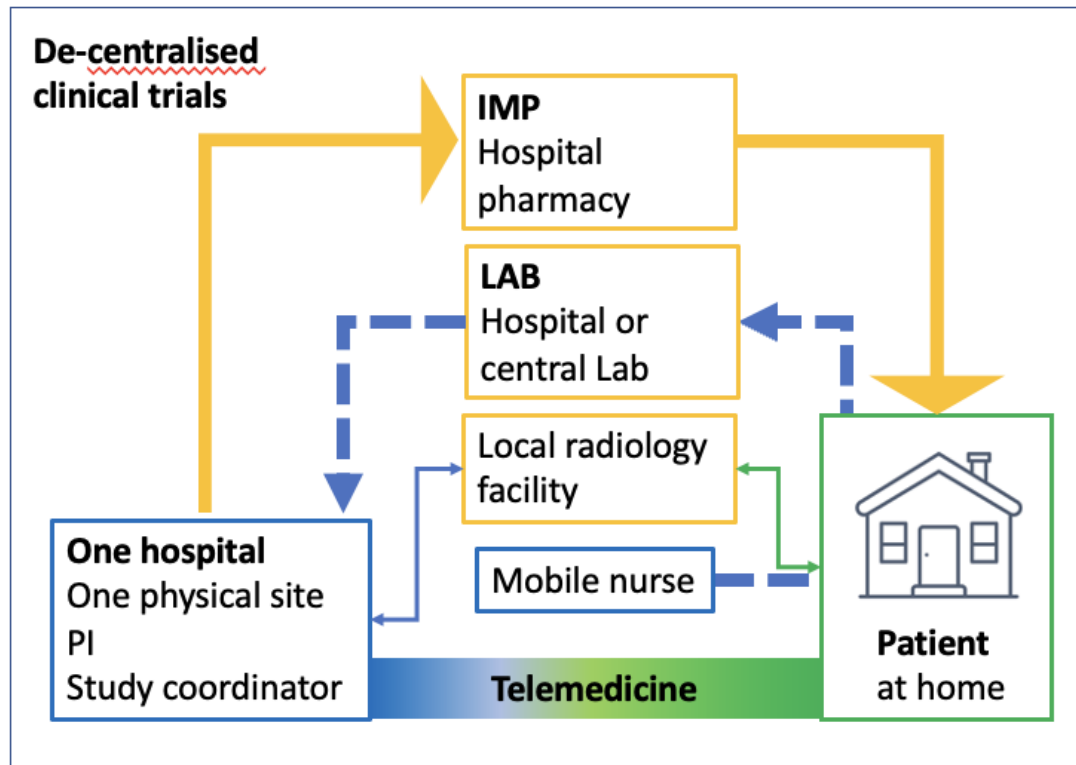 De-centralised
clinical trials
IMP
Hospital
pharmacy
LAB
Hospital or
central Lab
Local radiology
facility
One hospital
One physical site
PI
Study coordinator
Mobile nurse
Telemedicine
Patient
at home